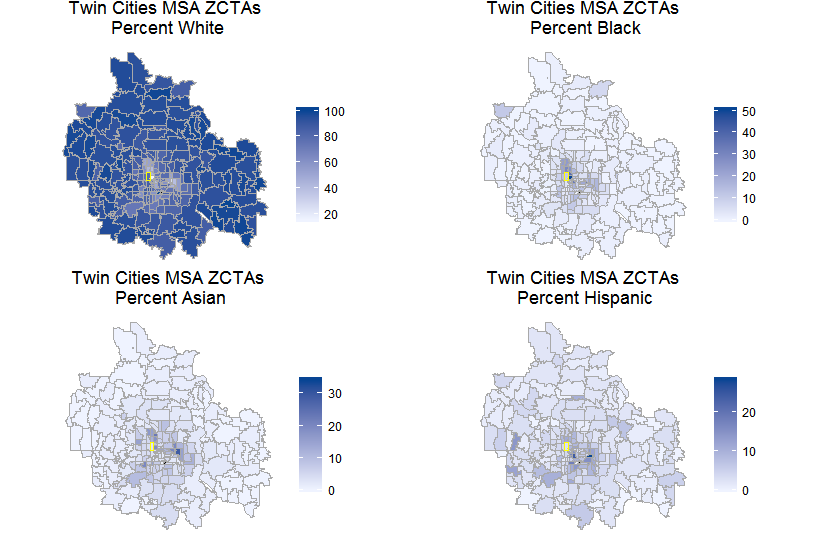 Twin Cities MSA ZCTAs
Percent White
100
80
60
40
20
Twin Cities MSA ZCTAs
Percent Black
50
40
30
20
10
0
Twin Cities MSA ZCTAs
Percent Asian
30
20
10
0
Twin Cities MSA ZCTAs
Percent Hispanic
20
10
0